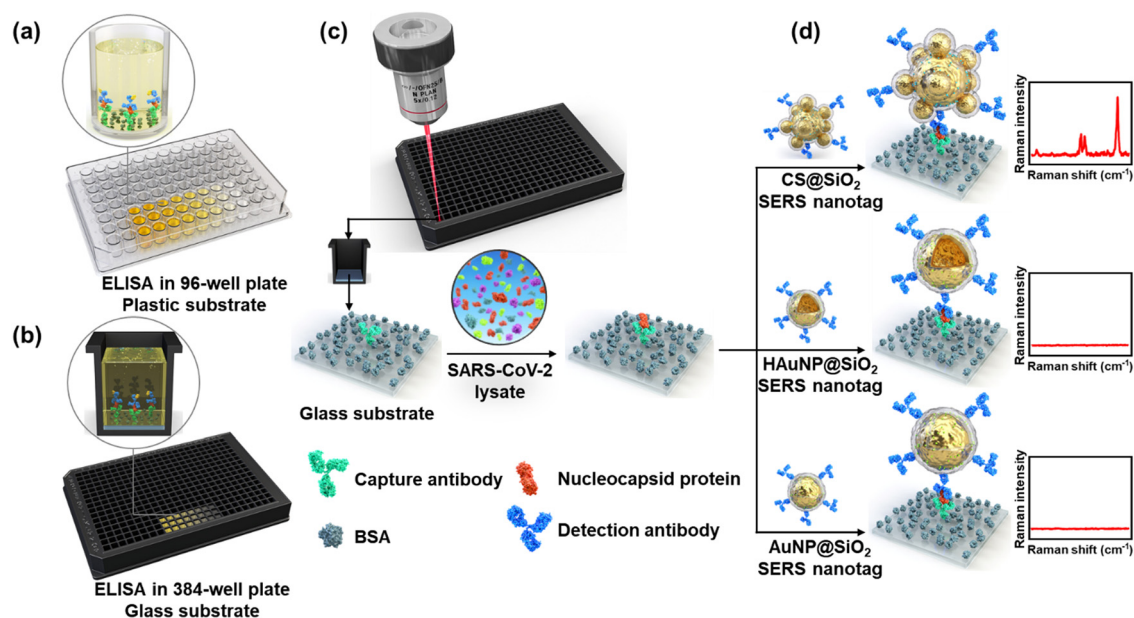 (a)
ELISA in 96-well plate
Plastic substrate
(b)
ELISA in 384-well plate
Glass substrate
(c)
N PLAN
Glass substrate
SARS-CoV-2
lysate
Capture antibody
Nucleocapsid protein
BSA
Detection antibody
(d)
CS@SiO₂
SERS nanotag
Raman intensity
Raman shift (cm⁻¹)
HAuNP@SiO₂
SERS nanotag
Raman intensity
Raman shift (cm⁻¹)
AuNP@SiO₂
SERS nanotag
Raman intensity
Raman shift (cm⁻¹)